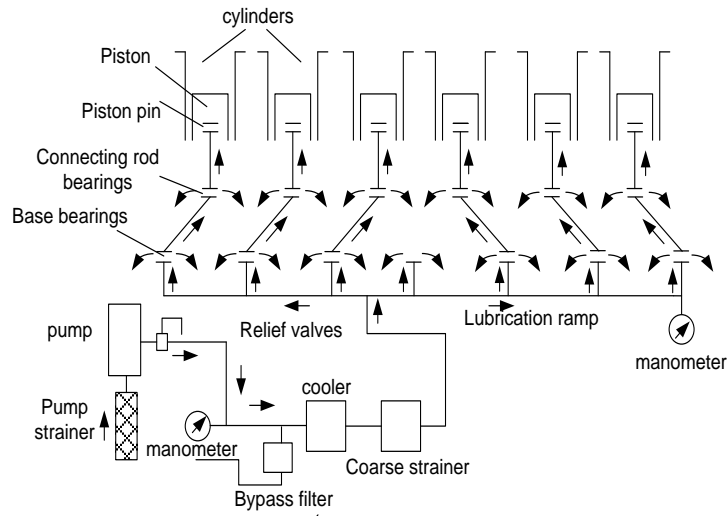 cylinders
Piston
Piston pin
Connecting rod
bearings
Base bearings
pump
Relief valves
Lubrication ramp
manometer
cooler
Pump
strainer
manometer
Coarse strainer
Bypass filter